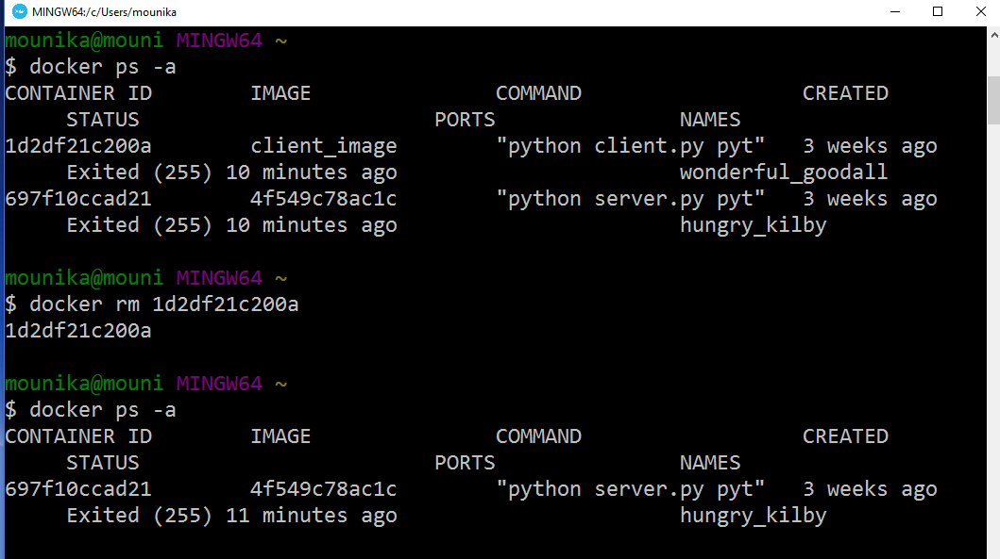 MINGW64:/c/Users/mounika
mounika@mouni MINGW64 ~
$ docker ps -a
CONTAINER ID        IMAGE               COMMAND                  CREATED
     STATUS                        PORTS               NAMES
1d2df21c200a        client_image        "python client.py pyt"   3 weeks ago
     Exited (255) 10 minutes ago                       wonderful_goodall
697f10ccad21        4f549c78ac1c        "python server.py pyt"   3 weeks ago
     Exited (255) 10 minutes ago                       hungry_kilby
mounika@mouni MINGW64 ~
$ docker rm 1d2df21c200a
1d2df21c200a
mounika@mouni MINGW64 ~
$ docker ps -a
CONTAINER ID        IMAGE               COMMAND                  CREATED
     STATUS                        PORTS               NAMES
697f10ccad21        4f549c78ac1c        "python server.py pyt"   3 weeks ago
     Exited (255) 11 minutes ago                       hungry_kilby